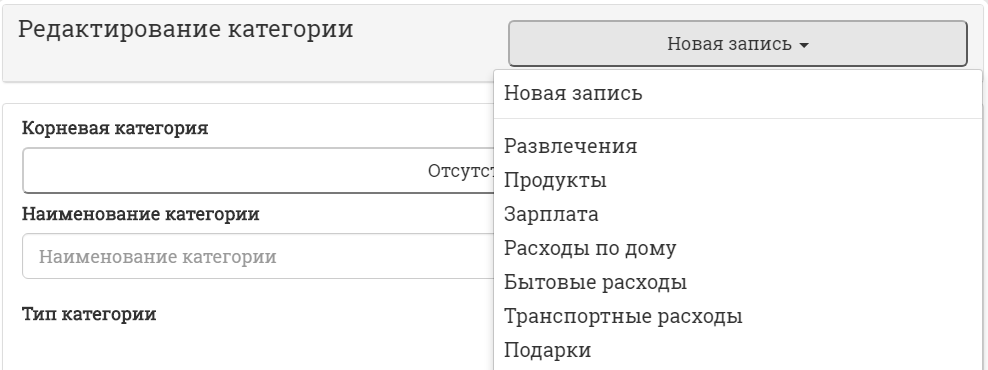 Редактирование категории
Новая запись
Новая запись
Корневая категория
Развлечения
Отсутст
Продукты
Наименование категории
Зарплата
Наименование категории
Расходы по дому
Бытовые расходы
Тип категории
Транспортные расходы
Подарки